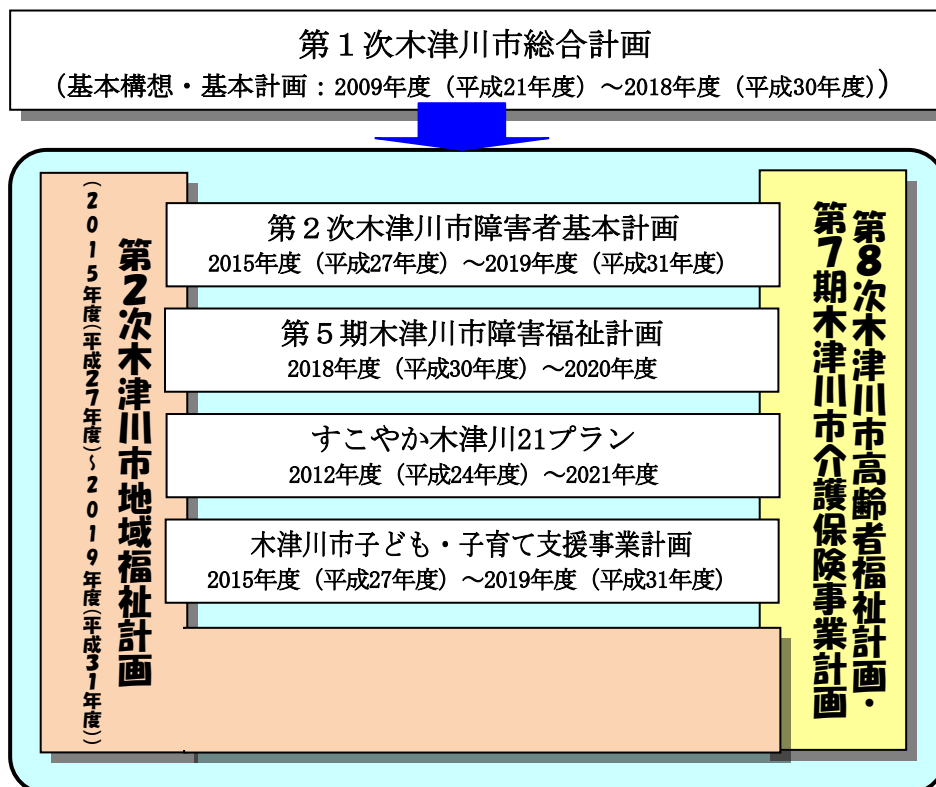 第１次木津川市総合計画
（基本構想・基本計画：2009年度（平成21年度）～2018年度（平成30年度））
第２次木津川市地域福祉計画
（２０１５年度（平成２７年度）～２０１９年度（平成３１年度））
第２次木津川市障害者基本計画
2015年度（平成27年度）～2019年度（平成31年度）
第５期木津川市障害福祉計画
2018年度（平成30年度）～2020年度
すこやか木津川21プラン
2012年度（平成24年度）～2021年度
木津川市子ども・子育て支援事業計画
2015年度（平成27年度）～2019年度（平成31年度）
第８次木津川市高齢者福祉計画・
第７期木津川市介護保険事業計画